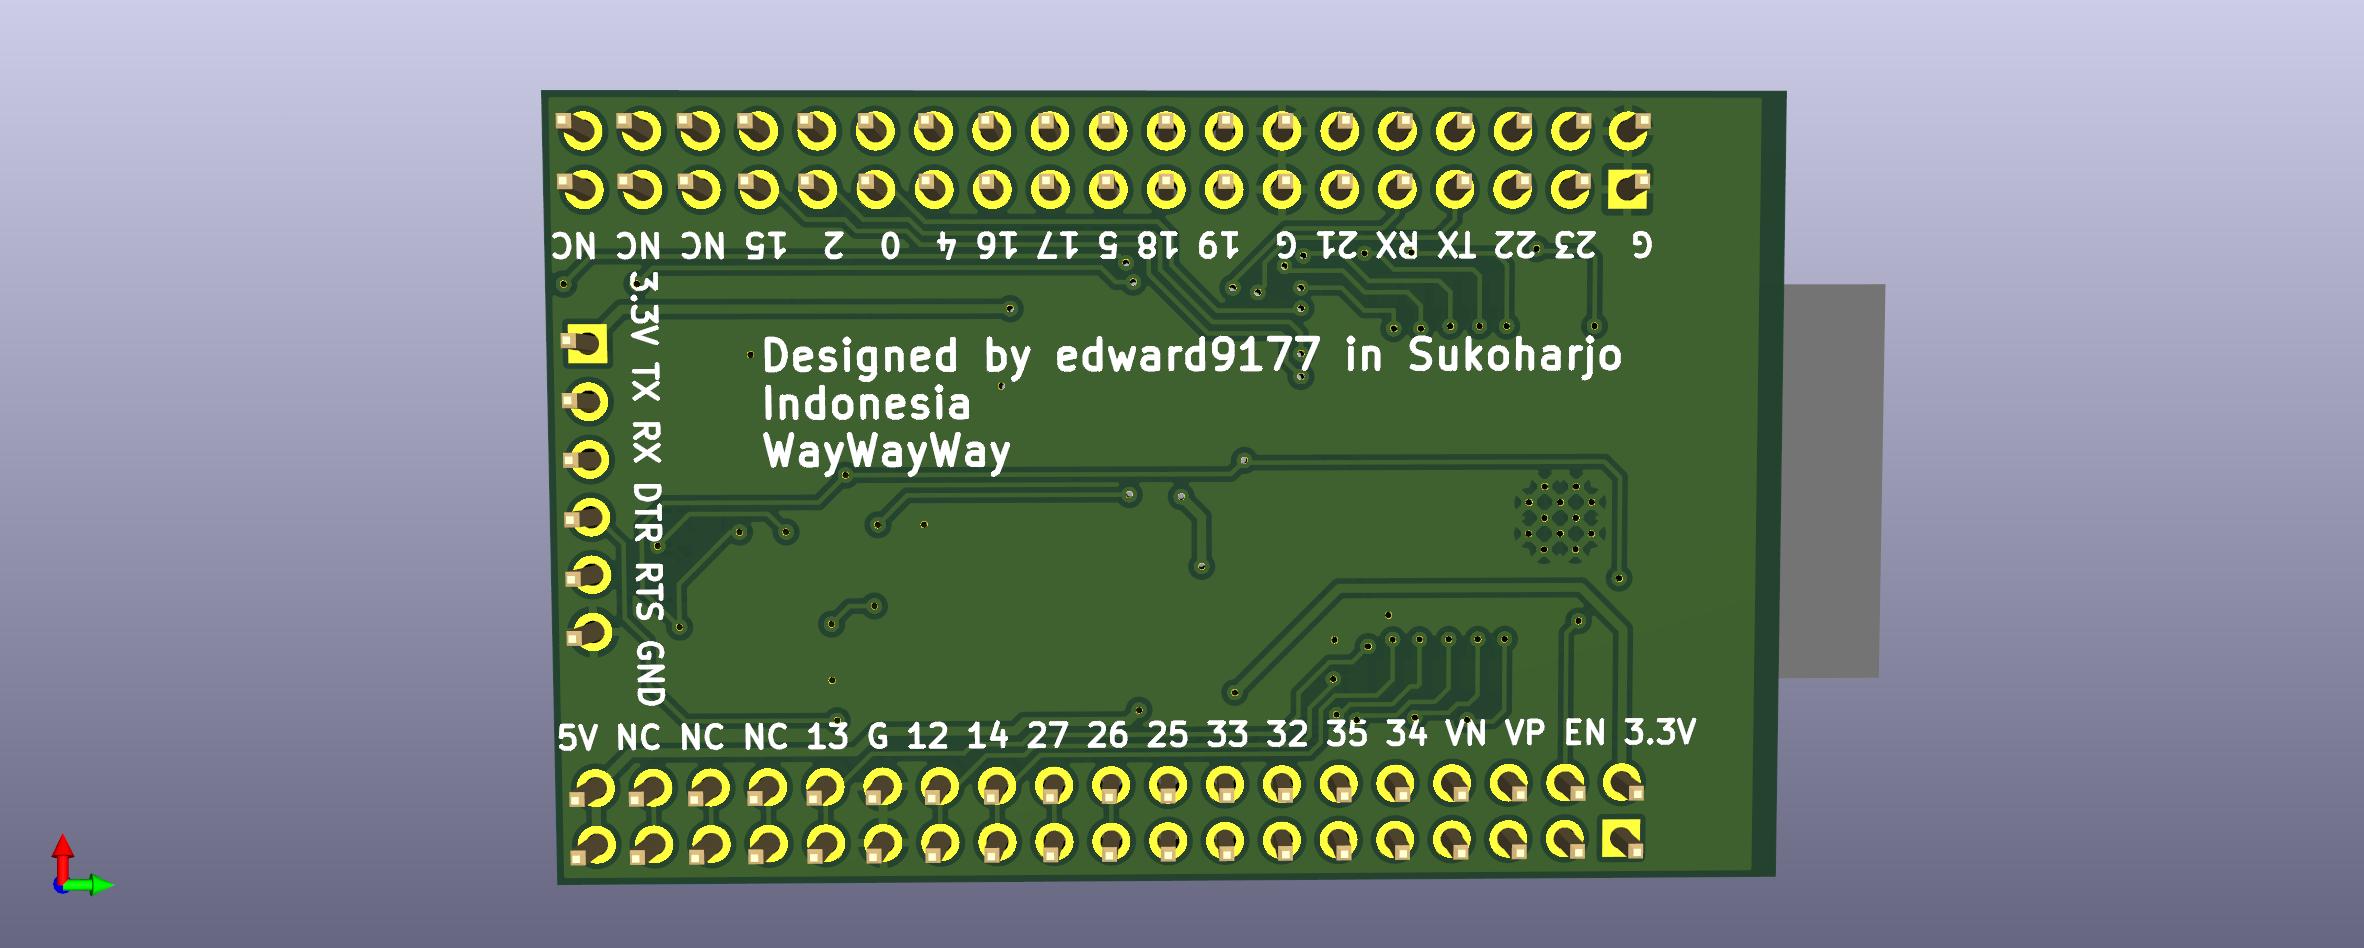 NC NC NC 15 2 0 4 16 17 5 18 19 G 21 RX TX 22 23 G
3.3V TX RX DTR RTS GND
Designed by edward9177 in Sukoharjo
Indonesia
WayWayWay
5V NC NC NC 13 G 12 14 27 26 25 33 32 35 34 VN VP EN 3.3V